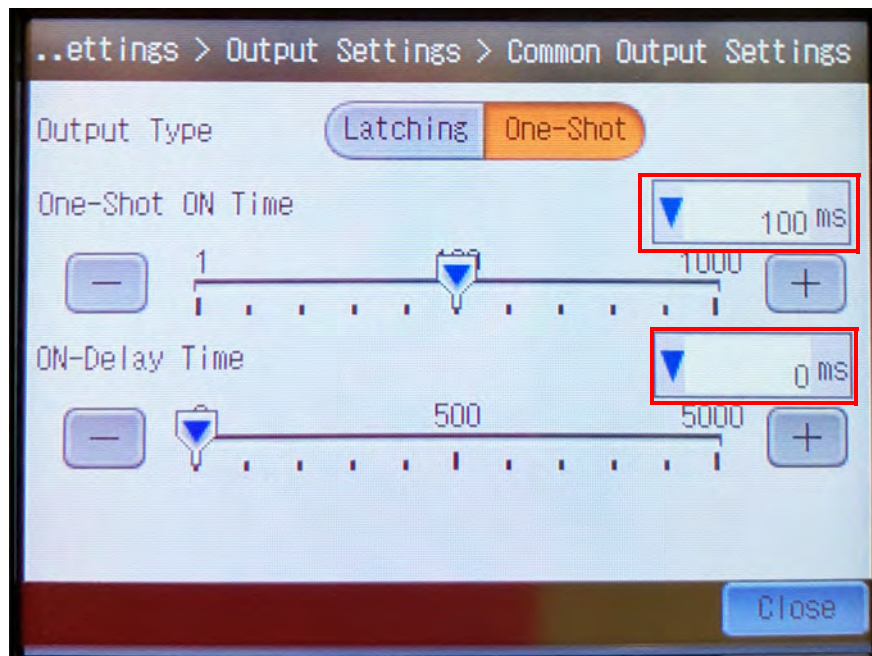 ..ettings > Output Settings > Common Output Settings
Output Type Latching One-Shot
One-Shot ON Time
100 ms
1 1000
− +
ON-Delay Time
0 ms
500 5000
− +
Close